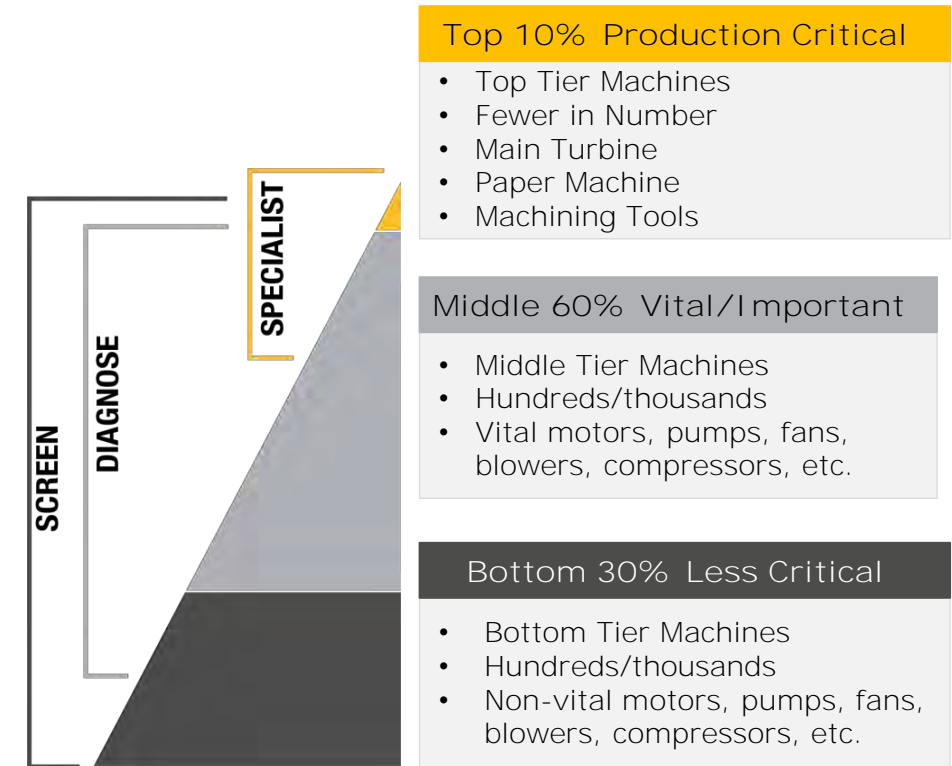 Top 10% Production Critical
• Top Tier Machines
• Fewer in Number
• Main Turbine
• Paper Machine
• Machining Tools
SPECIALIST
DIAGNOSE
SCREEN
Middle 60% Vital/Important
• Middle Tier Machines
• Hundreds/thousands
• Vital motors, pumps, fans,
blowers, compressors, etc.
Bottom 30% Less Critical
• Bottom Tier Machines
• Hundreds/thousands
• Non-vital motors, pumps, fans,
blowers, compressors, etc.